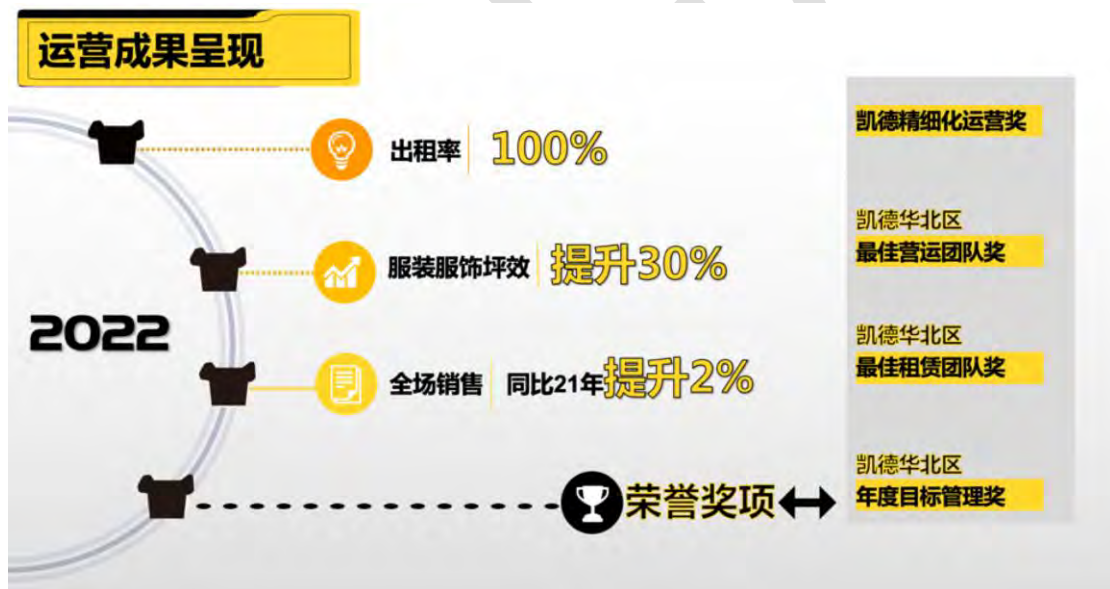 运营成果呈现
2022
出租率 100%
服装服饰坪效 提升30%
全场销售 同比21年提升2%
荣誉奖项
凯德精细化运营奖
凯德华北区
最佳营运团队奖
凯德华北区
最佳租赁团队奖
凯德华北区
年度目标管理奖